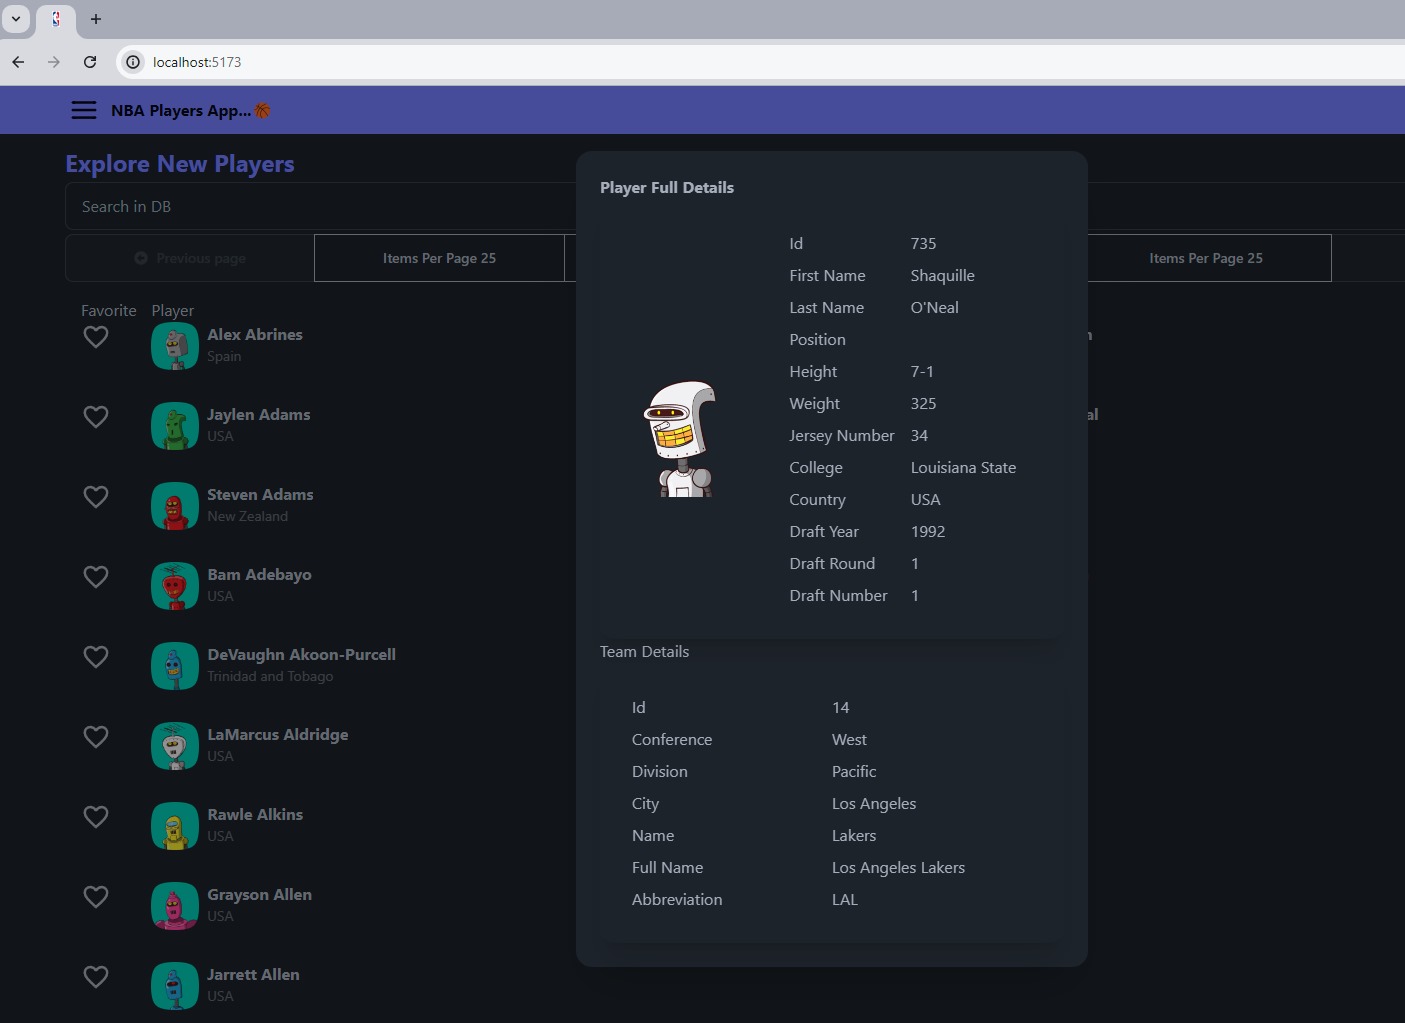 localhost:5173
NBA Players App...🏀
Explore New Players
Search in DB
Previous page
Items Per Page 25
Items Per Page 25
Favorite Player
Alex Abrines
Spain
Jaylen Adams
USA
Steven Adams
New Zealand
Bam Adebayo
USA
DeVaughn Akoon-Purcell
Trinidad and Tobago
LaMarcus Aldridge
USA
Rawle Alkins
USA
Grayson Allen
USA
Jarrett Allen
USA
Player Full Details
Id 735
First Name Shaquille
Last Name O'Neal
Position
Height 7-1
Weight 325
Jersey Number 34
College Louisiana State
Country USA
Draft Year 1992
Draft Round 1
Draft Number 1
Team Details
Id 14
Conference West
Division Pacific
City Los Angeles
Name Lakers
Full Name Los Angeles Lakers
Abbreviation LAL